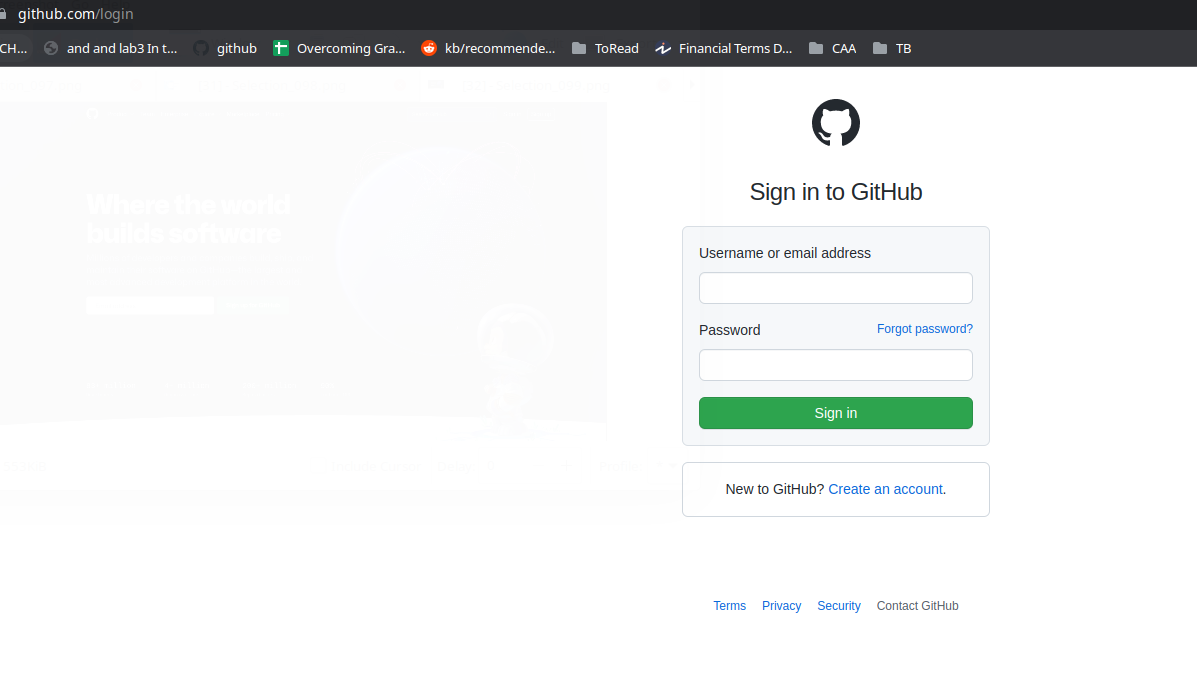 github.com/login
CH... and and lab3 In t... github Overcoming Gra... kb/recommende... ToRead Financial Terms D... CAA TB
Where the world
builds software
Sign in to GitHub
Username or email address
Password Forgot password?
Sign in
New to GitHub? Create an account.
Terms Privacy Security Contact GitHub